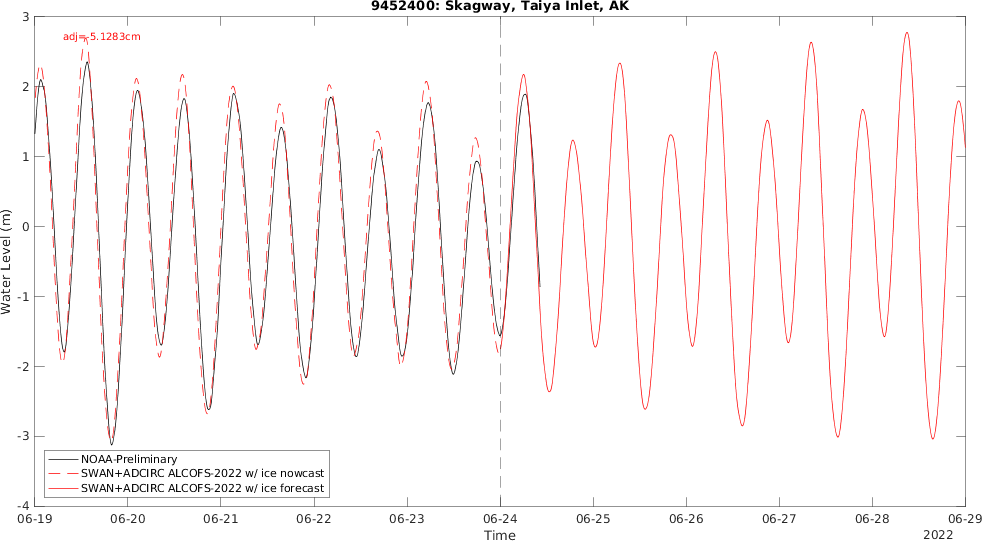 9452400: Skagway, Taiya Inlet, AK
adj=-5.1283cm
Water Level (m)
3
2
1
0
-1
-2
-3
-4
NOAA-Preliminary
SWAN+ADCIRC ALCOFS-2022 w/ ice nowcast
SWAN+ADCIRC ALCOFS-2022 w/ ice forecast
06-19 06-20 06-21 06-22 06-23 06-24 06-25 06-26 06-27 06-28 06-29
Time
2022